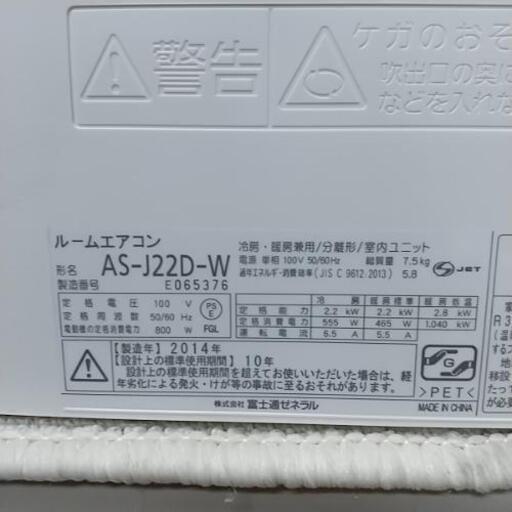 警告
ケガのおそ
吹出口の奥に
などを入れな
ルームエアコン
形名 AS-J22D-W
製造番号 E065376
冷房・暖房兼用/分離形/室内ユニット
電源 単相100V 50/60Hz 総質量 7.5kg
通年エネルギー消費効率(JIS C 9612:2013) 5.8
JET
定格電圧 100 V
定格周波数 50/60 Hz
電動機の定格消費電力 800 W
PS
E
FGL
冷房 暖房標準 暖房
定格能力 2.2 kW 2.2 kW 2.8 kW
定格消費電力 555 W 465 W 1,040 kW
運転電流 6.5 A 5.5 A
【製造年】2014年
【設計上の標準使用期間】10年
設計上の標準使用期間を超えてお使いいただいた場合は、経
年劣化による発火・けが等の事故に至るおそれがあります。
G
PET
株式会社 富士通ゼネラル
MADE IN CHINA